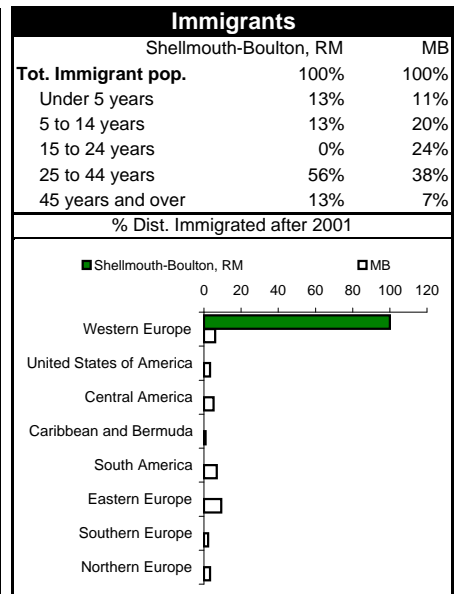 Immigrants
Shellmouth-Boulton, RM MB
Tot. Immigrant pop. 100% 100%
Under 5 years 13% 11%
5 to 14 years 13% 20%
15 to 24 years 0% 24%
25 to 44 years 56% 38%
45 years and over 13% 7%
% Dist. Immigrated after 2001
Shellmouth-Boulton, RM MB
0 20 40 60 80 100 120
Western Europe
United States of America
Central America
Caribbean and Bermuda
South America
Eastern Europe
Southern Europe
Northern Europe